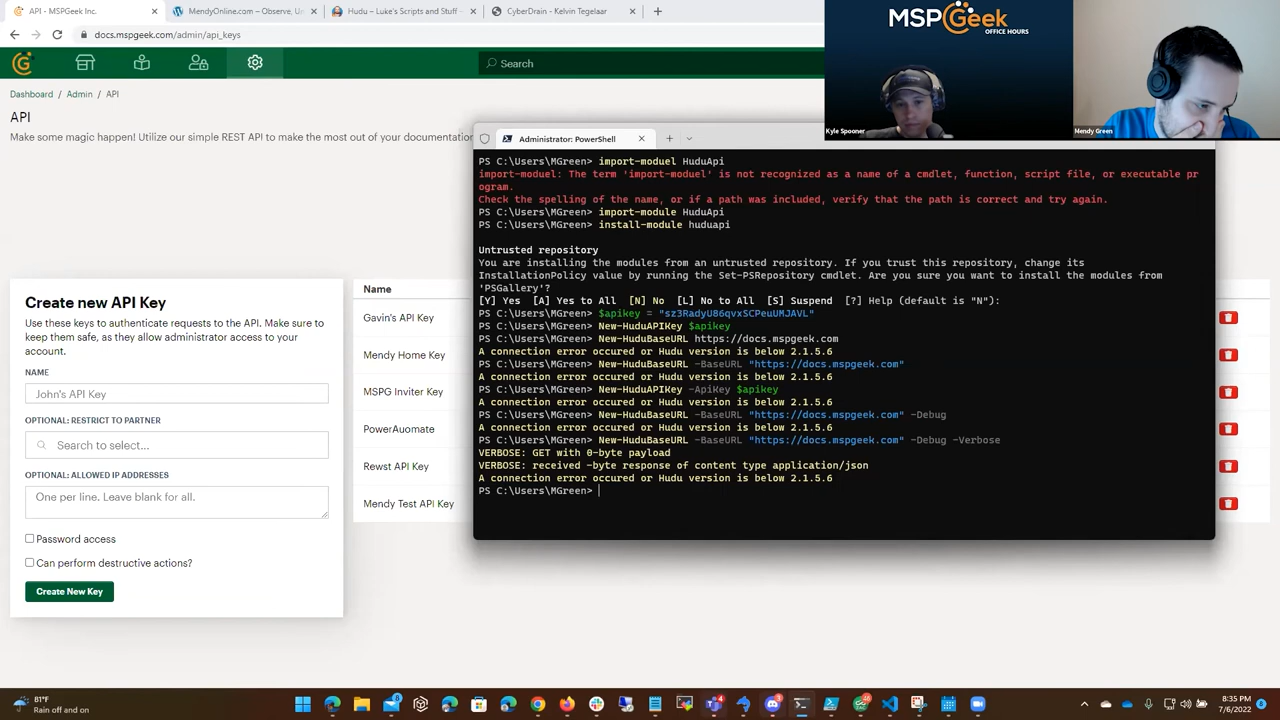 API - MSPGeek Inc.
MendyOnline.com – Observe, Un
Hudu – Luke's Scripts and Stuff –
CyberDrain - Kelvin Tegelaar
docs.mspgeek.com/admin/api_keys
Search
MSPGeek
OFFICE HOURS
Kyle Spooner
Mendy Green
Dashboard / Admin / API
API
Make some magic happen! Utilize our simple REST API to make the most out of your documentation
Administrator: PowerShell
PS C:\Users\MGreen> import-moduel HuduApi
import-moduel: The term 'import-moduel' is not recognized as a name of a cmdlet, function, script file, or executable pr
ogram.
Check the spelling of the name, or if a path was included, verify that the path is correct and try again.
PS C:\Users\MGreen> import-module HuduApi
PS C:\Users\MGreen> install-module huduapi
Untrusted repository
You are installing the modules from an untrusted repository. If you trust this repository, change its
InstallationPolicy value by running the Set-PSRepository cmdlet. Are you sure you want to install the modules from
'PSGallery'?
[Y] Yes [A] Yes to All [N] No [L] No to All [S] Suspend [?] Help (default is "N"):
PS C:\Users\MGreen> $apikey = "sz3RadyU86qvxSCPeuUMJAVL"
PS C:\Users\MGreen> New-HuduAPIKey $apikey
PS C:\Users\MGreen> New-HuduBaseURL https://docs.mspgeek.com
A connection error occured or Hudu version is below 2.1.5.6
PS C:\Users\MGreen> New-HuduBaseURL -BaseURL "https://docs.mspgeek.com"
A connection error occured or Hudu version is below 2.1.5.6
PS C:\Users\MGreen> New-HuduAPIKey -ApiKey $apikey
A connection error occured or Hudu version is below 2.1.5.6
PS C:\Users\MGreen> New-HuduBaseURL -BaseURL "https://docs.mspgeek.com" -Debug
A connection error occured or Hudu version is below 2.1.5.6
PS C:\Users\MGreen> New-HuduBaseURL -BaseURL "https://docs.mspgeek.com" -Debug -Verbose
VERBOSE: GET with 0-byte payload
VERBOSE: received -byte response of content type application/json
A connection error occured or Hudu version is below 2.1.5.6
PS C:\Users\MGreen>
Create new API Key
Use these keys to authenticate requests to the API. Make sure to
keep them safe, as they allow administrator access to your
account.
NAME
John's API Key
OPTIONAL: RESTRICT TO PARTNER
Search to select...
OPTIONAL: ALLOWED IP ADDRESSES
One per line. Leave blank for all.
Password access
Can perform destructive actions?
Create New Key
Name
Gavin's API Key
Mendy Home Key
MSPG Inviter Key
PowerAuomate
Rewst API Key
Mendy Test API Key
81°F
Rain off and on
8:35 PM
7/6/2022